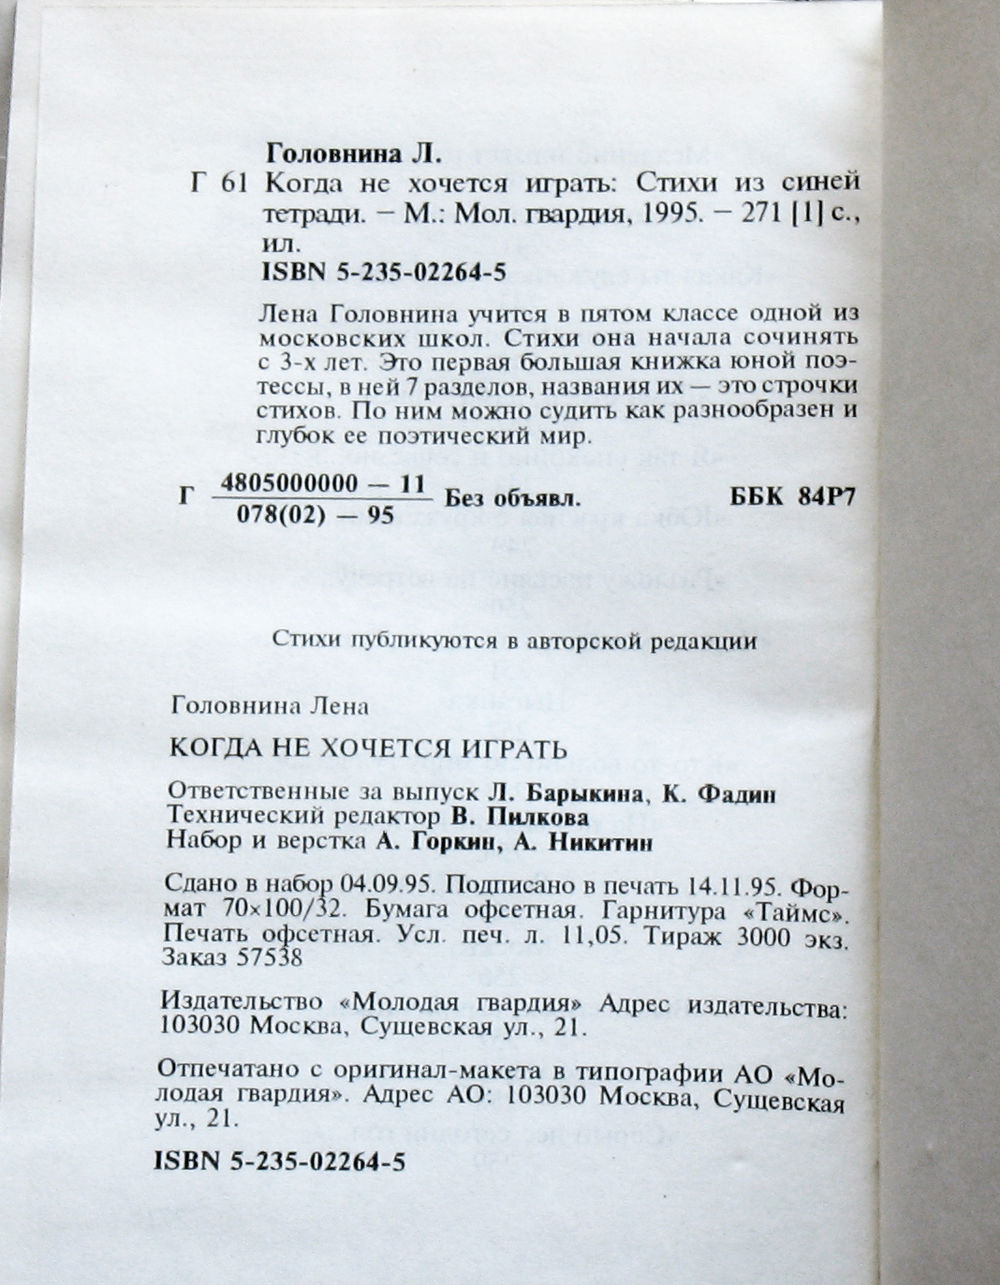 Головнина Л.
Г 61 Когда не хочется играть: Стихи из синей
тетради. — М.: Мол. гвардия, 1995. — 271 [1] с.,
ил.
ISBN 5-235-02264-5
Лена Головнина учится в пятом классе одной из
московских школ. Стихи она начала сочинять
с 3-х лет. Это первая большая книжка юной поэ-
тессы, в ней 7 разделов, названия их — это строчки
стихов. По ним можно судить как разнообразен и
глубок ее поэтический мир.
4805000000 — 11
Г Без объявл. ББК 84Р7
078(02) — 95
Стихи публикуются в авторской редакции
Головнина Лена
КОГДА НЕ ХОЧЕТСЯ ИГРАТЬ
Ответственные за выпуск Л. Барыкина, К. Фадин
Технический редактор В. Пилкова
Набор и верстка А. Горкин, А. Никитин
Сдано в набор 04.09.95. Подписано в печать 14.11.95. Фор-
мат 70×100/32. Бумага офсетная. Гарнитура «Таймс».
Печать офсетная. Усл. печ. л. 11,05. Тираж 3000 экз.
Заказ 57538
Издательство «Молодая гвардия» Адрес издательства:
103030 Москва, Сущевская ул., 21.
Отпечатано с оригинал-макета в типографии АО «Мо-
лодая гвардия». Адрес АО: 103030 Москва, Сущевская
ул., 21.
ISBN 5-235-02264-5